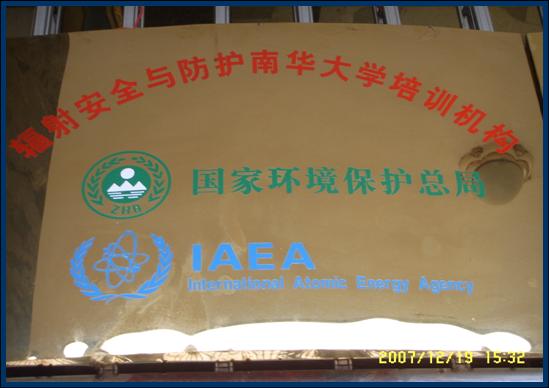 辐射安全与防护南华大学培训机构
ZHB
国家环境保护总局
IAEA
International Atomic Energy Agency
2007/12/19 15:32